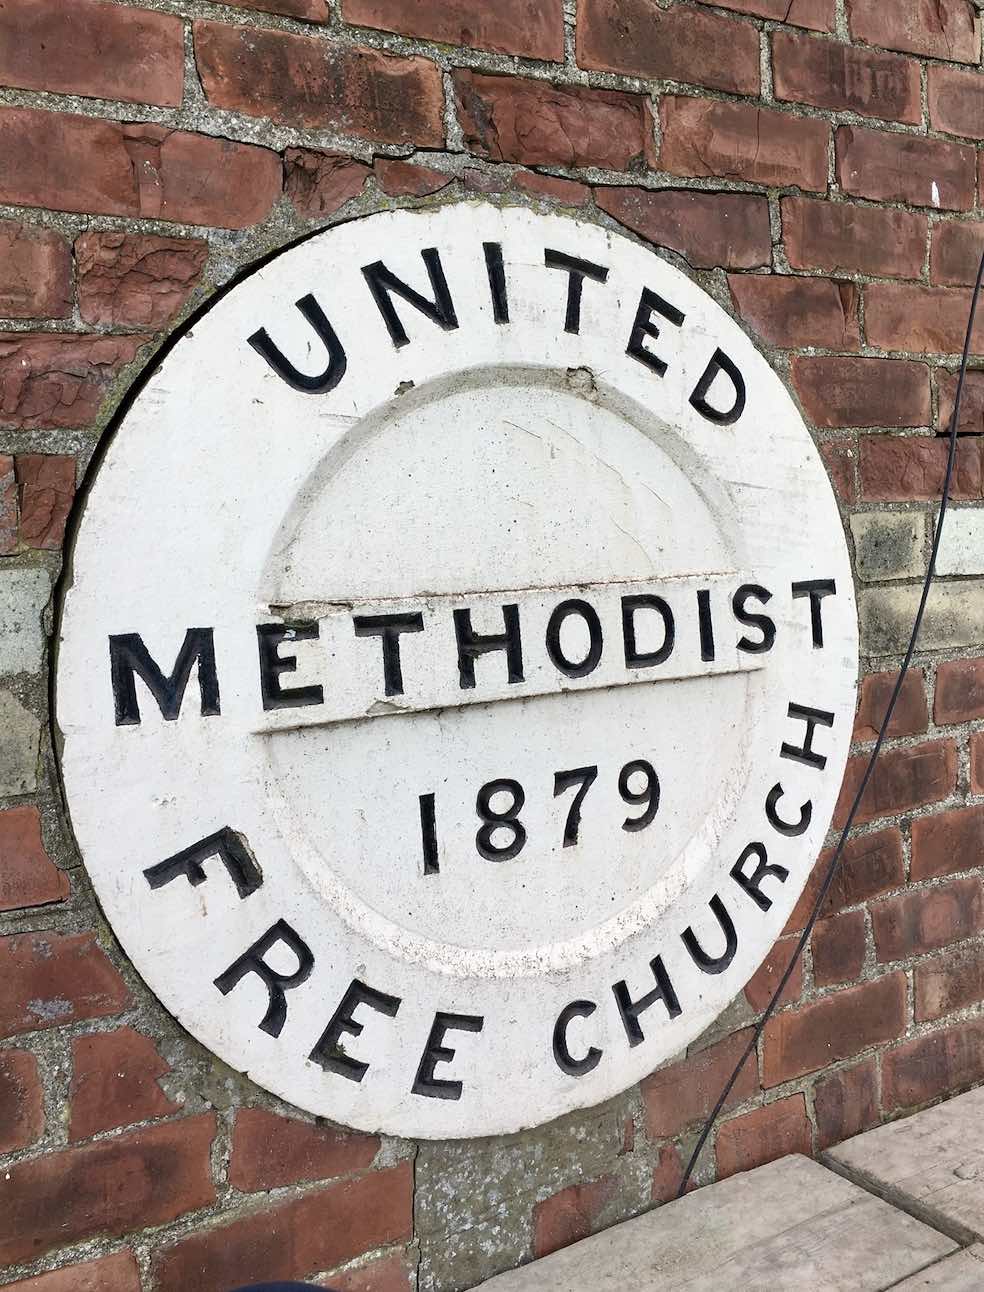 UNITED
METHODIST
1879
FREE CHURCH